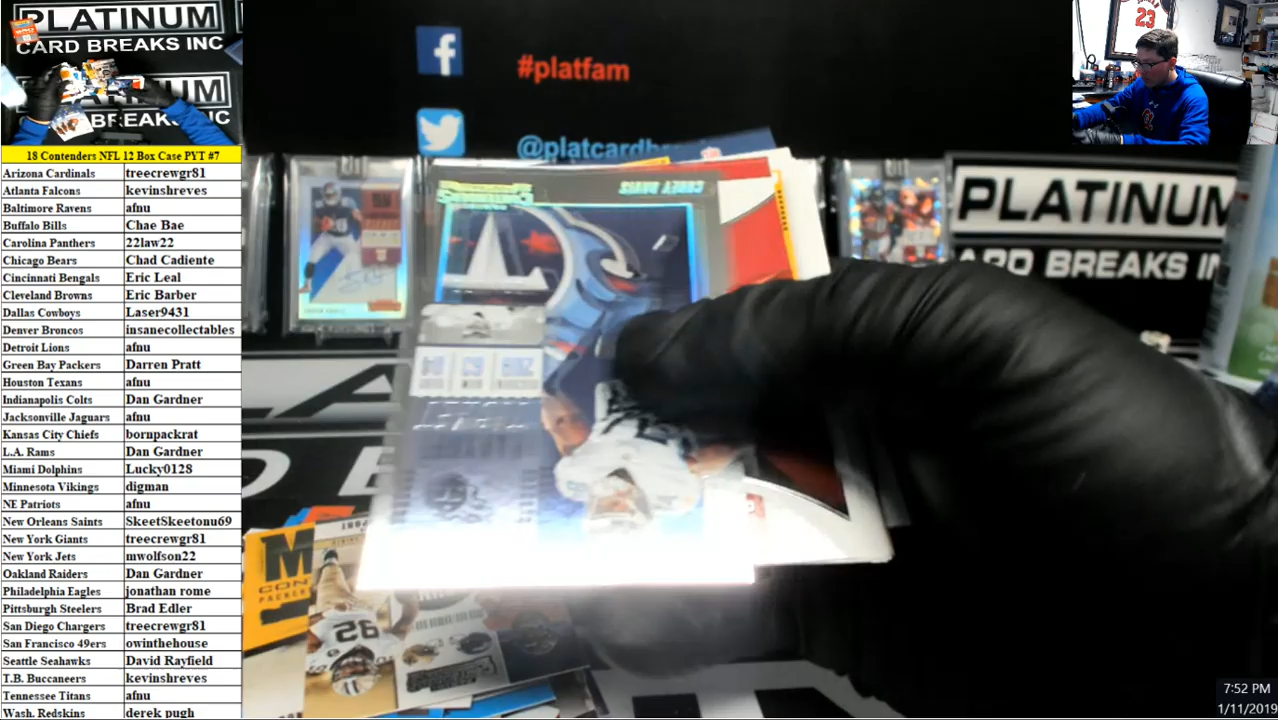 PLATINUM
CARD BREAKS INC
PLATINUM
BREAKS INC
18 Contenders NFL 12 Box Case PYT #7
Arizona Cardinals treecrewgr81
Atlanta Falcons kevinshreves
Baltimore Ravens afnu
Buffalo Bills Chae Bae
Carolina Panthers 22law22
Chicago Bears Chad Cadiente
Cincinnati Bengals Eric Leal
Cleveland Browns Eric Barber
Dallas Cowboys Laser9431
Denver Broncos insanecollectables
Detroit Lions afnu
Green Bay Packers Darren Pratt
Houston Texans afnu
Indianapolis Colts Dan Gardner
Jacksonville Jaguars afnu
Kansas City Chiefs bornpackrat
L.A. Rams Dan Gardner
Miami Dolphins Lucky0128
Minnesota Vikings digman
NE Patriots afnu
New Orleans Saints SkeetSkeetonu69
New York Giants treecrewgr81
New York Jets mwolfson22
Oakland Raiders Dan Gardner
Philadelphia Eagles jonathan rome
Pittsburgh Steelers Brad Edler
San Diego Chargers treecrewgr81
San Francisco 49ers owinthehouse
Seattle Seahawks David Rayfield
T.B. Buccaneers kevinshreves
Tennessee Titans afnu
Wash. Redskins derek pugh
#platfam
@platcardbr
COREY DAVIS
PLATINUM
ARD BREAKS IN
23
26
7:52 PM
1/11/2019